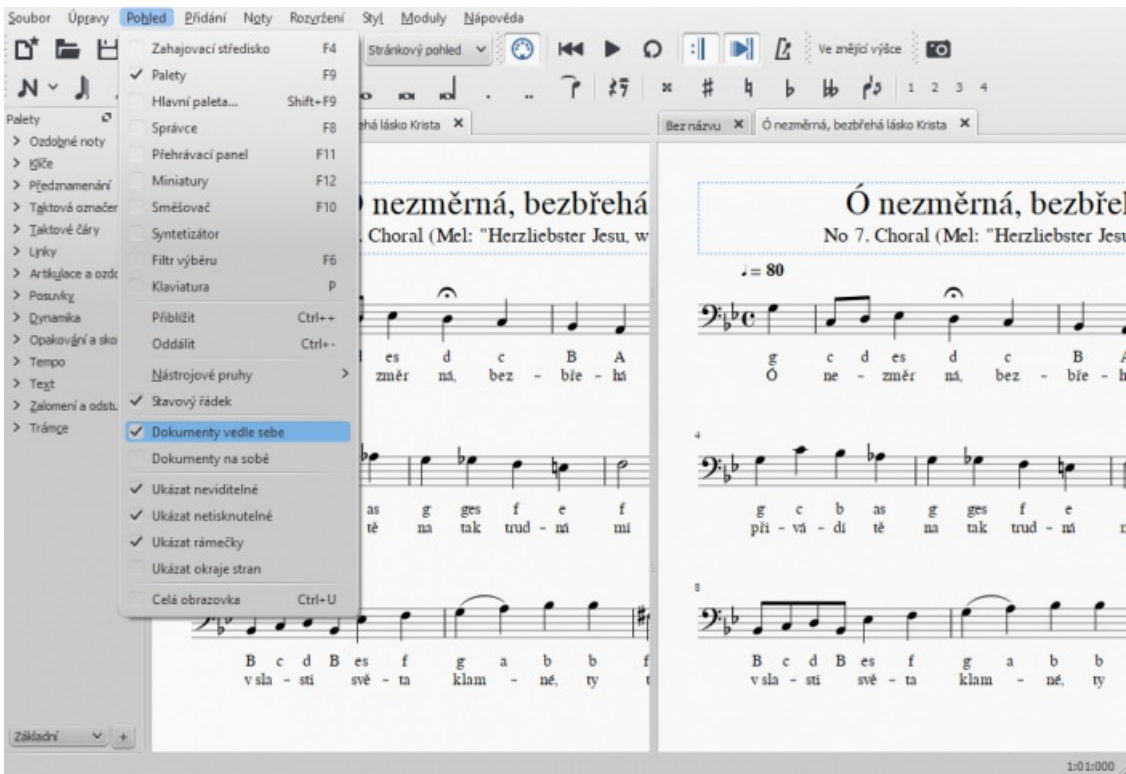 Soubor Úpravy Pohled Přidání Noty Rozvržení Styl Moduly Nápověda
Stránkový pohled Ve znějící výšce
1 2 3 4
Palety
Ozdobné noty
Klíče
Předznamenání
Taktová označen
Taktové čáry
Linky
Artikulace a ozdo
Posuvky
Dynamika
Opakování a sko
Tempo
Text
Zalomení a odstu
Trámce
Základní +
Zahajovací středisko F4
Palety F9
Hlavní paleta... Shift+F9
Správce F8
Přehrávací panel F11
Miniatury F12
Směšovač F10
Syntetizátor
Filtr výběru F6
Klaviatura P
Přiblížit Ctrl++
Oddálit Ctrl+-
Nástrojové pruhy
Stavový řádek
Dokumenty vedle sebe
Dokumenty na sobě
Ukázat neviditelné
Ukázat netisknutelné
Ukázat rámečky
Ukázat okraje stran
Celá obrazovka Ctrl+U
ehá lásko Krista
nezměrná, bezbřehá
. Choral (Mel: "Herzliebster Jesu, w
es d c B A
změr ná, bez - bře - há
as g ges f e f
tě na tak trud - ná mí
B c d B es f g a b b f
v sla - sti svě - ta klam - né, ty
Bez názvu Ó nezměrná, bezbřehá lásko Krista
Ó nezměrná, bezbřeh
No 7. Choral (Mel: "Herzliebster Jesu
= 80
g c d es d c B A
Ó ne - změr ná, bez - bře - h
4
g c b as g ges f e
při - vá - dí tě na tak trud - ná
8
B c d B es f g a b b
v sla - sti svě - ta klam - né, ty
1:01:000